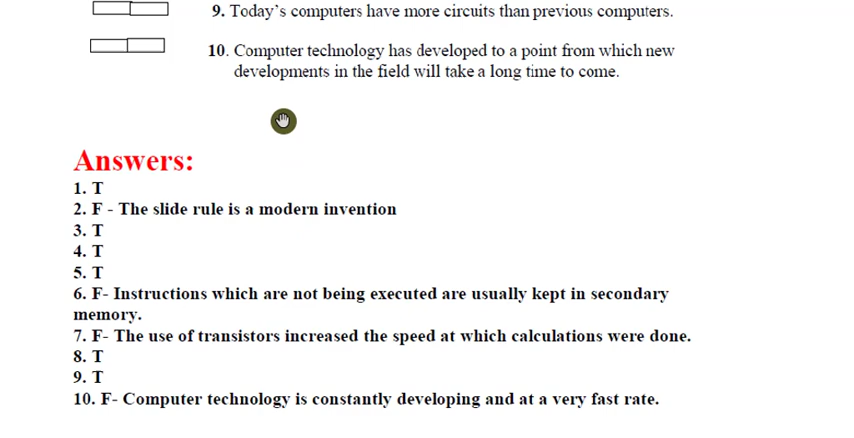 9. Today's computers have more circuits than previous computers.
10. Computer technology has developed to a point from which new
developments in the field will take a long time to come.
Answers:
1. T
2. F - The slide rule is a modern invention
3. T
4. T
5. T
6. F- Instructions which are not being executed are usually kept in secondary
memory.
7. F- The use of transistors increased the speed at which calculations were done.
8. T
9. T
10. F- Computer technology is constantly developing and at a very fast rate.